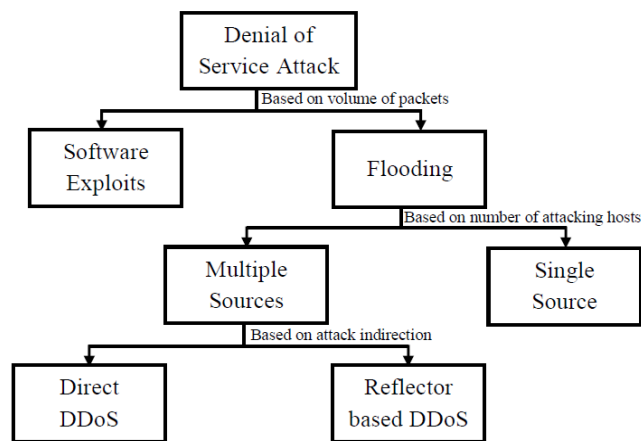 Denial of
Service Attack
Based on volume of packets
Software
Exploits
Flooding
Based on number of attacking hosts
Multiple
Sources
Single
Source
Based on attack indirection
Direct
DDoS
Reflector
based DDoS